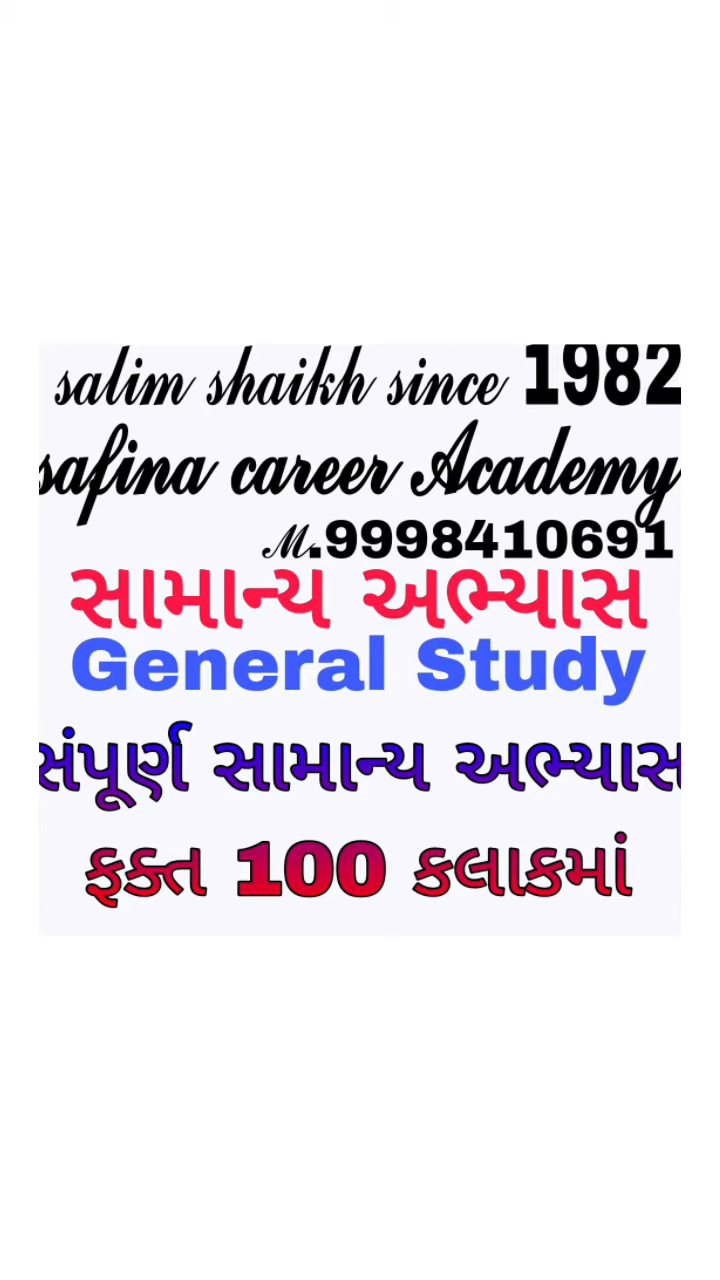 salim shaikh since 1982
safina career Academy
M.9998410691
સામાન્ય અભ્યાસ
General Study
સંપૂર્ણ સામાન્ય અભ્યાસ
ફક્ત 100 કલાકમાં